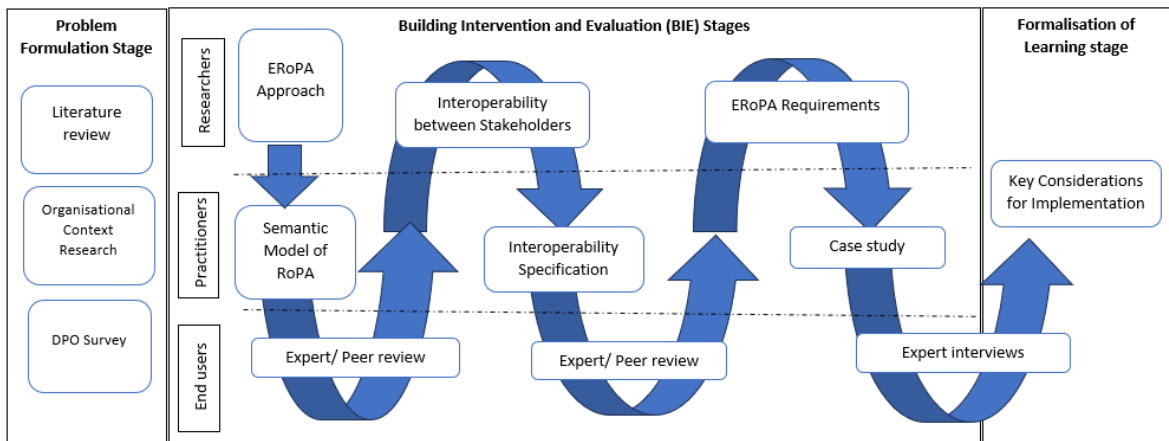 Problem
Formulation Stage
Literature
review
Organisational
Context
Research
DPO Survey
Building Intervention and Evaluation (BIE) Stages
Researchers
ERoPA
Approach
Interoperability
between Stakeholders
ERoPA Requirements
Practitioners
Semantic
Model of
RoPA
Interoperability
Specification
Case study
End users
Expert/ Peer review
Expert/ Peer review
Expert interviews
Formalisation of
Learning stage
Key Considerations
for Implementation